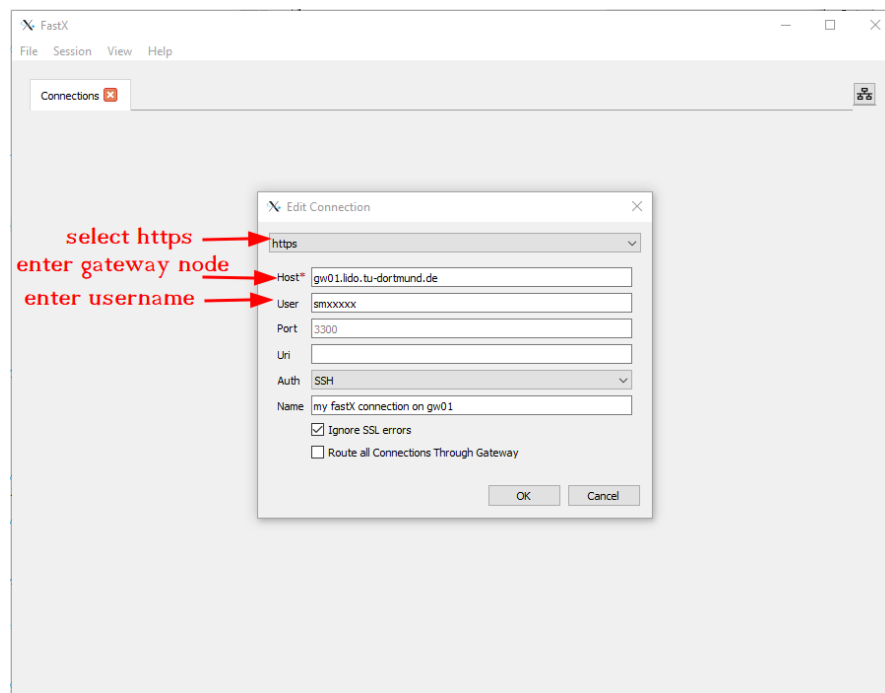 FastX
File Session View Help
Connections
Edit Connection
select https
https
enter gateway node
Host* gw01.lido.tu-dortmund.de
enter username
User smxxxxx
Port 3300
Uri
Auth SSH
Name my fastX connection on gw01
Ignore SSL errors
Route all Connections Through Gateway
OK Cancel